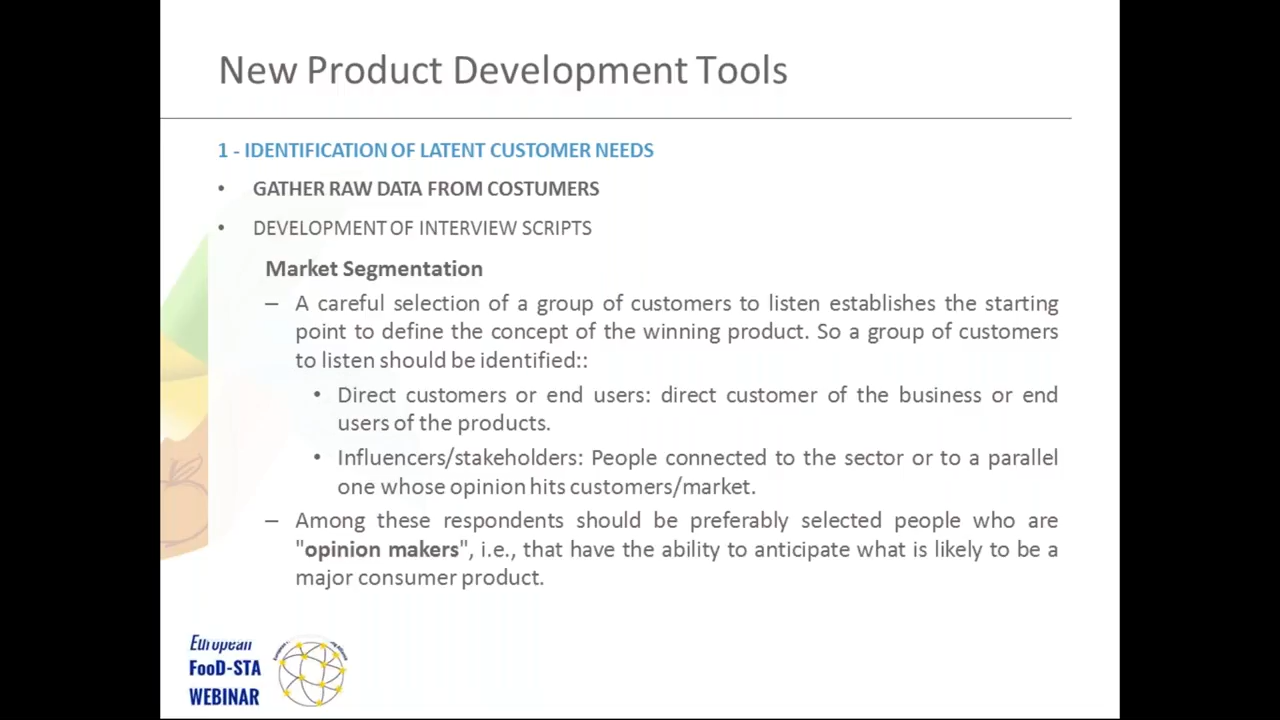 New Product Development Tools
1 - IDENTIFICATION OF LATENT CUSTOMER NEEDS
• GATHER RAW DATA FROM COSTUMERS
• DEVELOPMENT OF INTERVIEW SCRIPTS
Market Segmentation
– A careful selection of a group of customers to listen establishes the starting
point to define the concept of the winning product. So a group of customers
to listen should be identified::
• Direct customers or end users: direct customer of the business or end
users of the products.
• Influencers/stakeholders: People connected to the sector or to a parallel
one whose opinion hits customers/market.
– Among these respondents should be preferably selected people who are
"opinion makers", i.e., that have the ability to anticipate what is likely to be a
major consumer product.
European
FooD-STA
WEBINAR